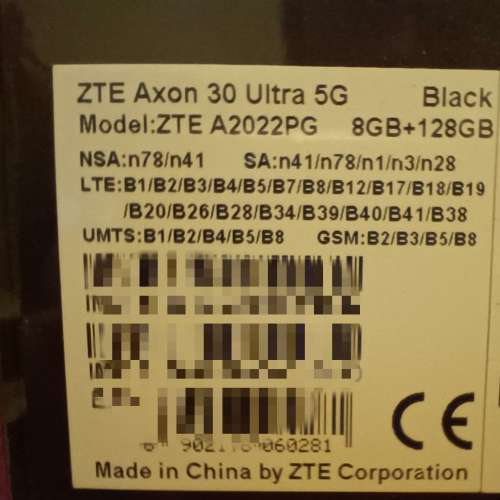 ZTE Axon 30 Ultra 5G Black
Model:ZTE A2022PG 8GB+128GB
NSA:n78/n41 SA:n41/n78/n1/n3/n28
LTE:B1/B2/B3/B4/B5/B7/B8/B12/B17/B18/B19
/B20/B26/B28/B34/B39/B40/B41/B38
UMTS:B1/B2/B4/B5/B8 GSM:B2/B3/B5/B8
CE
Made in China by ZTE Corporation